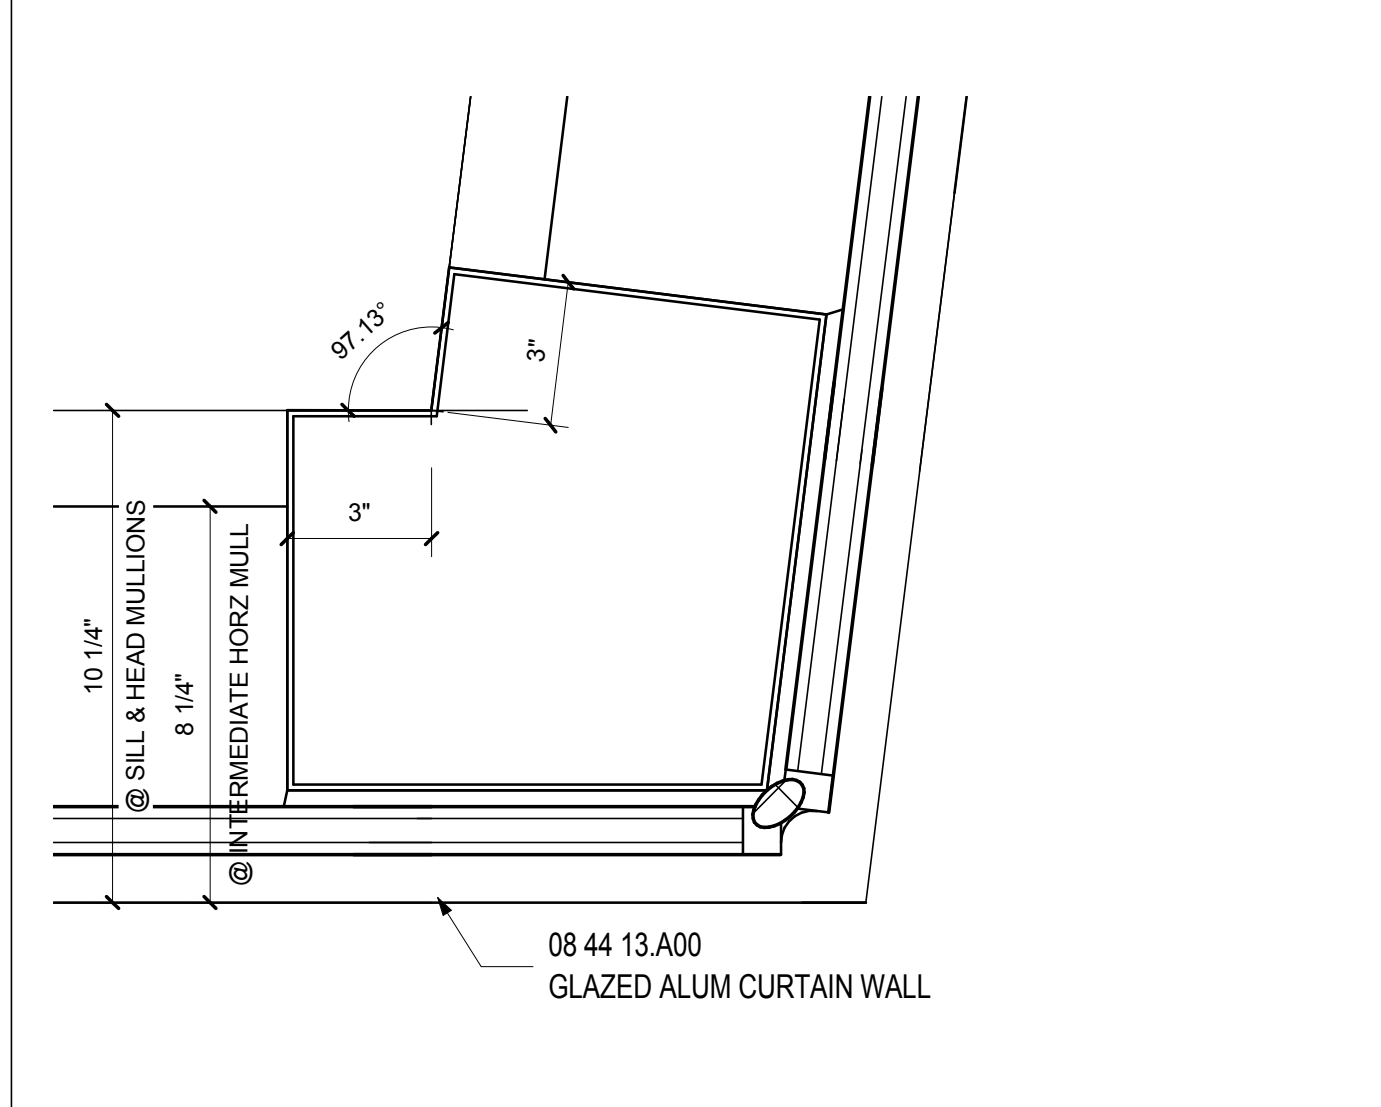 97.13°
3"
3"
10 1/4"
@ SILL & HEAD MULLIONS
8 1/4"
@ INTERMEDIATE HORZ MULL
08 44 13.A00
GLAZED ALUM CURTAIN WALL